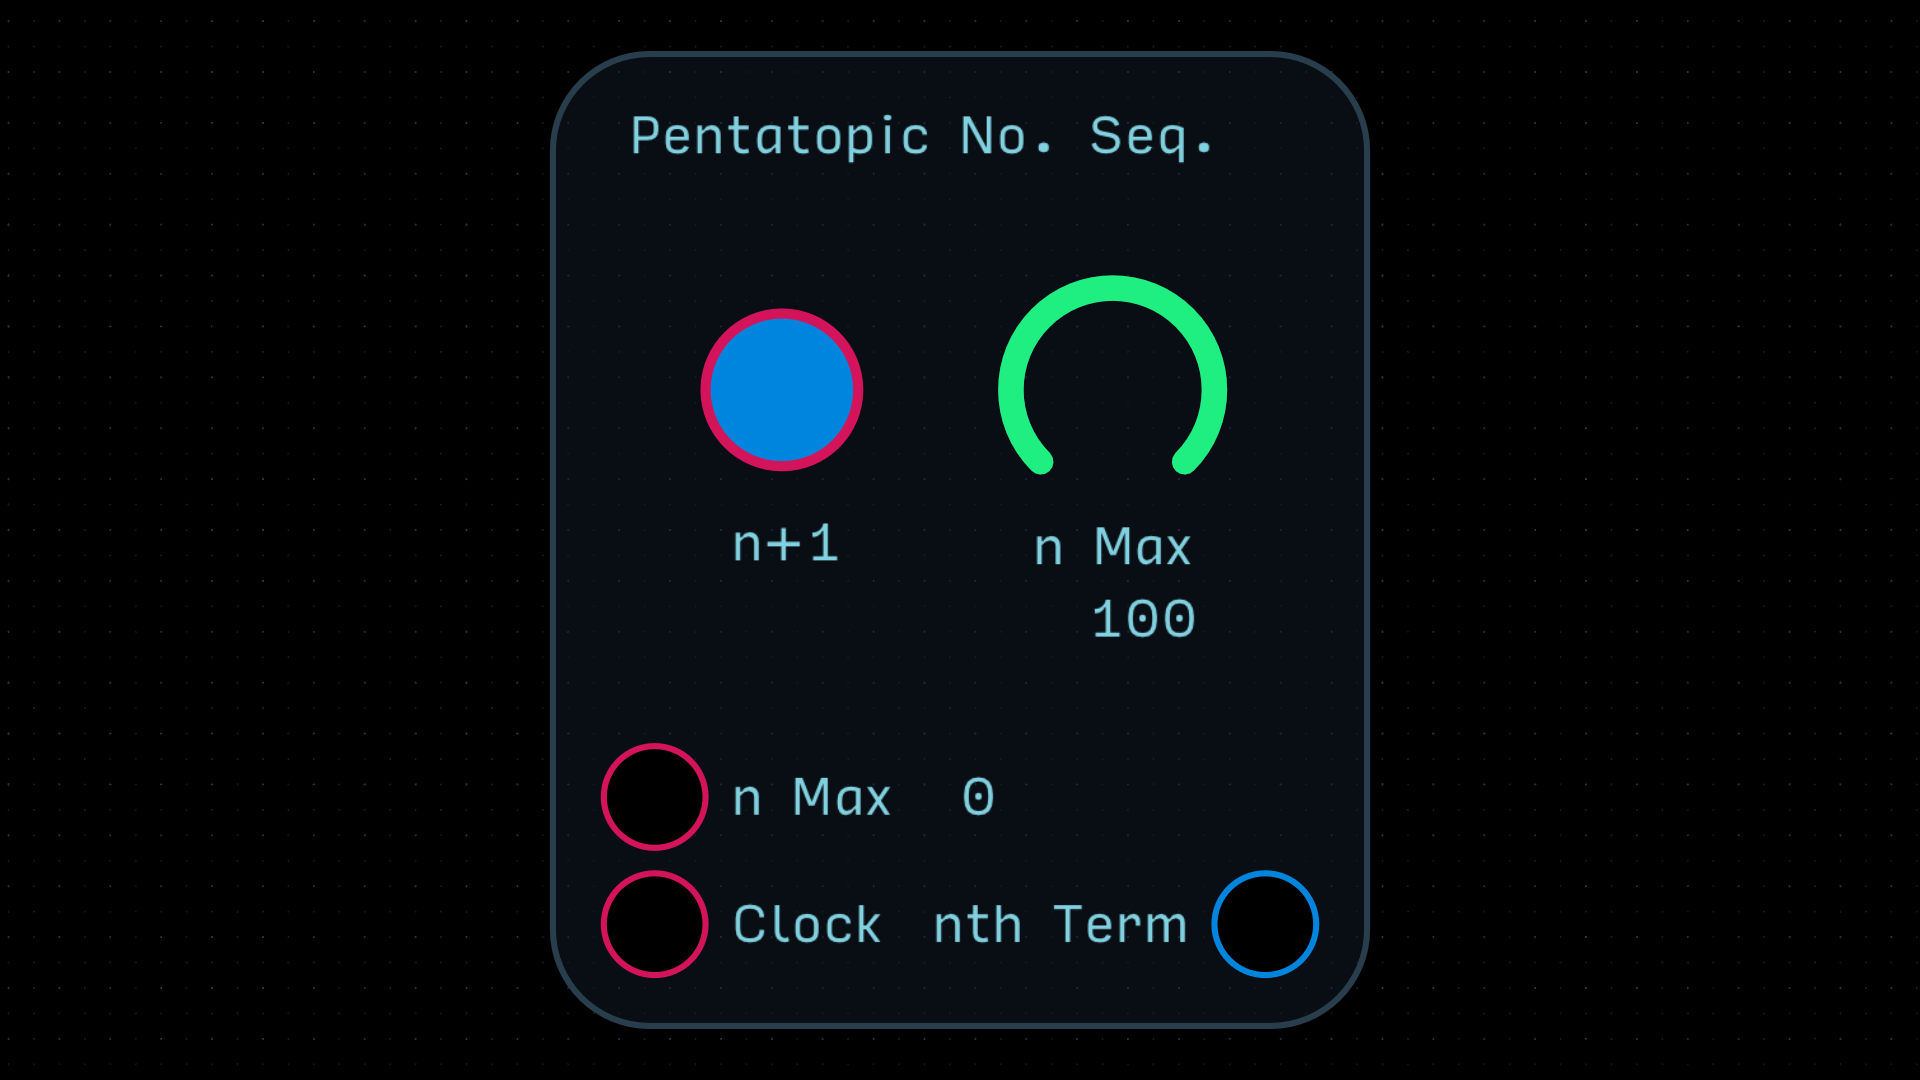 Pentatopic No. Seq.
n+1
n Max
100
n Max 0
Clock nth Term